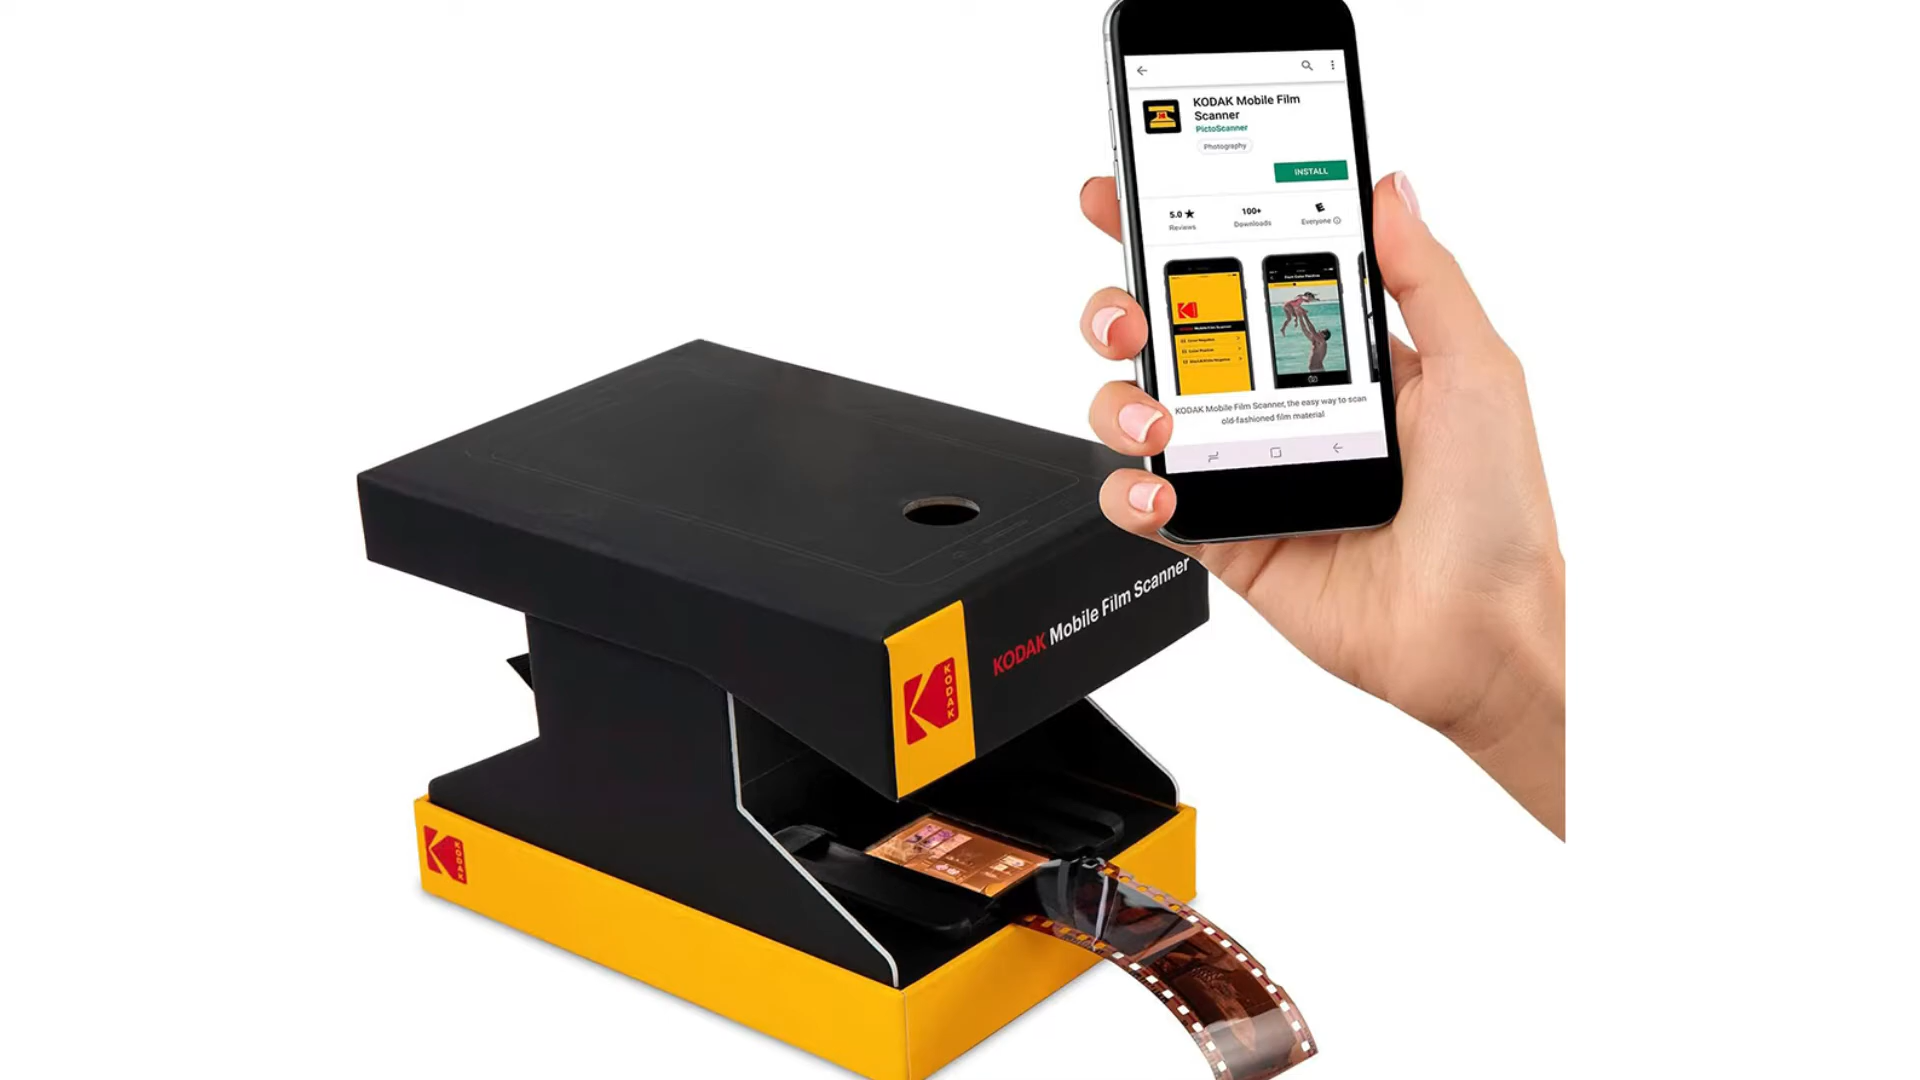 KODAK Mobile Film
Scanner
PictoScanner
Photography
INSTALL
5.0 ★
Reviews
100+
Downloads
E
Everyone
KODAK Mobile Film Scanner, the easy way to scan
old-fashioned film material
KODAK Mobile Film Scanner
KODAK
KODAK